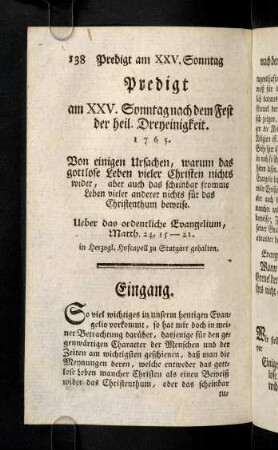 138 Predigt am XXV. Sonntag
Predigt
am XXV. Sonntag nach dem Fest
der heil. Dreyeinigkeit.
1765.
Von einigen Ursachen, warum das
gottlose Leben vieler Christen nichts
wider, aber auch das scheinbar fromme
Leben vieler anderer nichts für das
Christenthum beweise.
Ueber das ordentliche Evangelium,
Matth. 24, 15–21.
in Herzogl. Hofcapell zu Stutgart gehalten.
Eingang.
So viel wichtiges in unserm heutigen Evan-
gelio vorkommt, so hat mir doch in mei-
ner Betrachtung darüber, dasjenige für den ge-
genwärtigen Character der Menschen und der
Zeiten am wichtigsten geschienen, daß man die
Meynungen deren, welche entweder das gott-
lose Leben mancher Christen als einen Beweiß
wider das Christenthum, oder das scheinbar
tu-